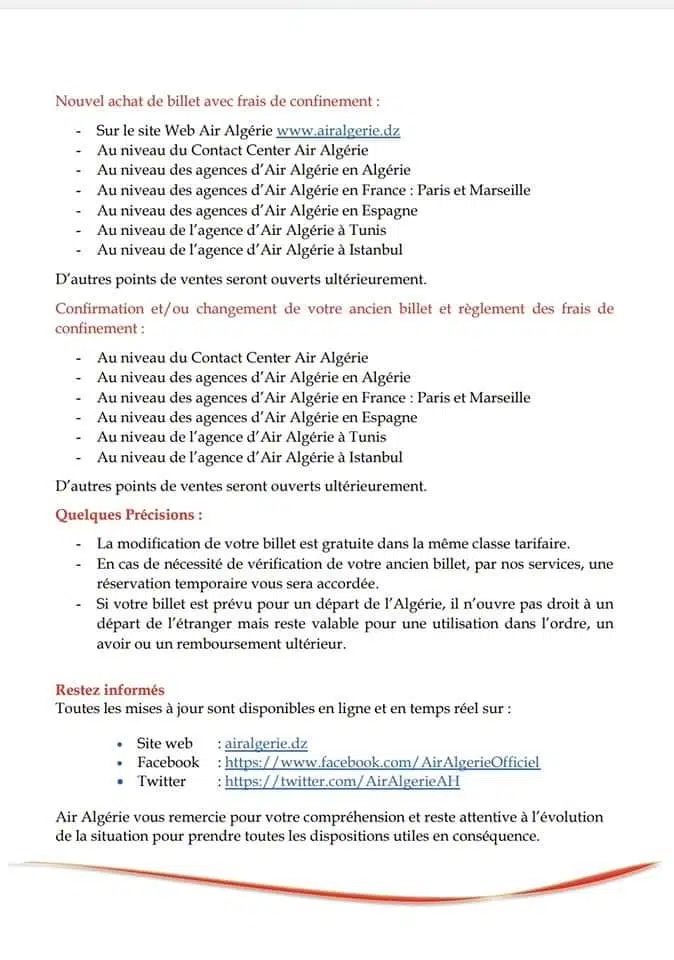 Nouvel achat de billet avec frais de confinement :
- Sur le site Web Air Algérie www.airalgerie.dz
- Au niveau du Contact Center Air Algérie
- Au niveau des agences d’Air Algérie en Algérie
- Au niveau des agences d’Air Algérie en France : Paris et Marseille
- Au niveau des agences d’Air Algérie en Espagne
- Au niveau de l’agence d’Air Algérie à Tunis
- Au niveau de l’agence d’Air Algérie à Istanbul
D’autres points de ventes seront ouverts ultérieurement.
Confirmation et/ou changement de votre ancien billet et règlement des frais de
confinement :
- Au niveau du Contact Center Air Algérie
- Au niveau des agences d’Air Algérie en Algérie
- Au niveau des agences d’Air Algérie en France : Paris et Marseille
- Au niveau des agences d’Air Algérie en Espagne
- Au niveau de l’agence d’Air Algérie à Tunis
- Au niveau de l’agence d’Air Algérie à Istanbul
D’autres points de ventes seront ouverts ultérieurement.
Quelques Précisions :
- La modification de votre billet est gratuite dans la même classe tarifaire.
- En cas de nécessité de vérification de votre ancien billet, par nos services, une
réservation temporaire vous sera accordée.
- Si votre billet est prévu pour un départ de l’Algérie, il n’ouvre pas droit à un
départ de l’étranger mais reste valable pour une utilisation dans l’ordre, un
avoir ou un remboursement ultérieur.
Restez informés
Toutes les mises à jour sont disponibles en ligne et en temps réel sur :
• Site web : airalgerie.dz
• Facebook : https://www.facebook.com/AirAlgerieOfficiel
• Twitter : https://twitter.com/AirAlgerieAH
Air Algérie vous remercie pour votre compréhension et reste attentive à l’évolution
de la situation pour prendre toutes les dispositions utiles en conséquence.